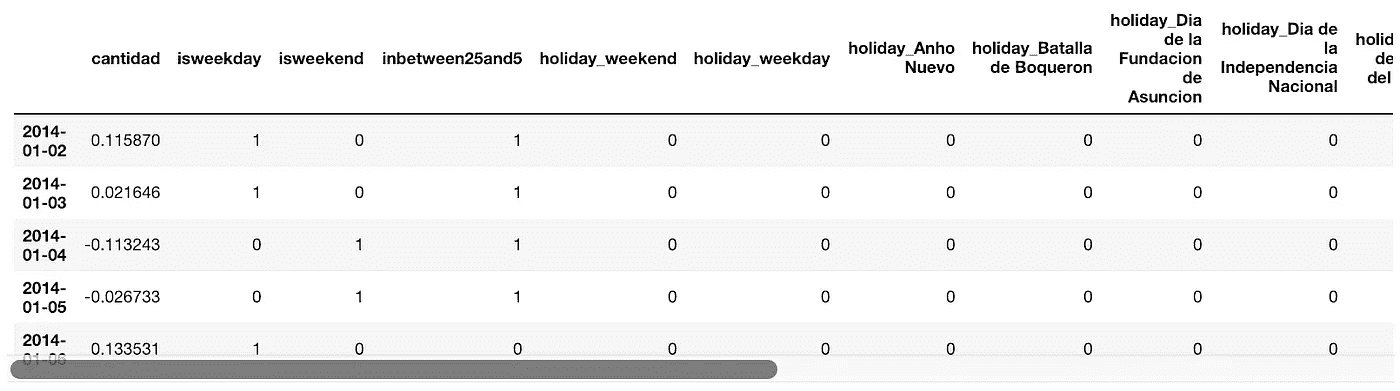 cantidad isweekday isweekend inbetween25and5 holiday_weekend holiday_weekday holiday_Anho Nuevo holiday_Batalla de Boqueron holiday_Dia de la Fundacion de Asuncion holiday_Dia de la Independencia Nacional holid de del
2014-01-02 0.115870 1 0 1 0 0 0 0 0 0
2014-01-03 0.021646 1 0 1 0 0 0 0 0 0
2014-01-04 -0.113243 0 1 1 0 0 0 0 0 0
2014-01-05 -0.026733 0 1 1 0 0 0 0 0 0
2014-01-06 0.133531 1 0 0 0 0 0 0 0 0